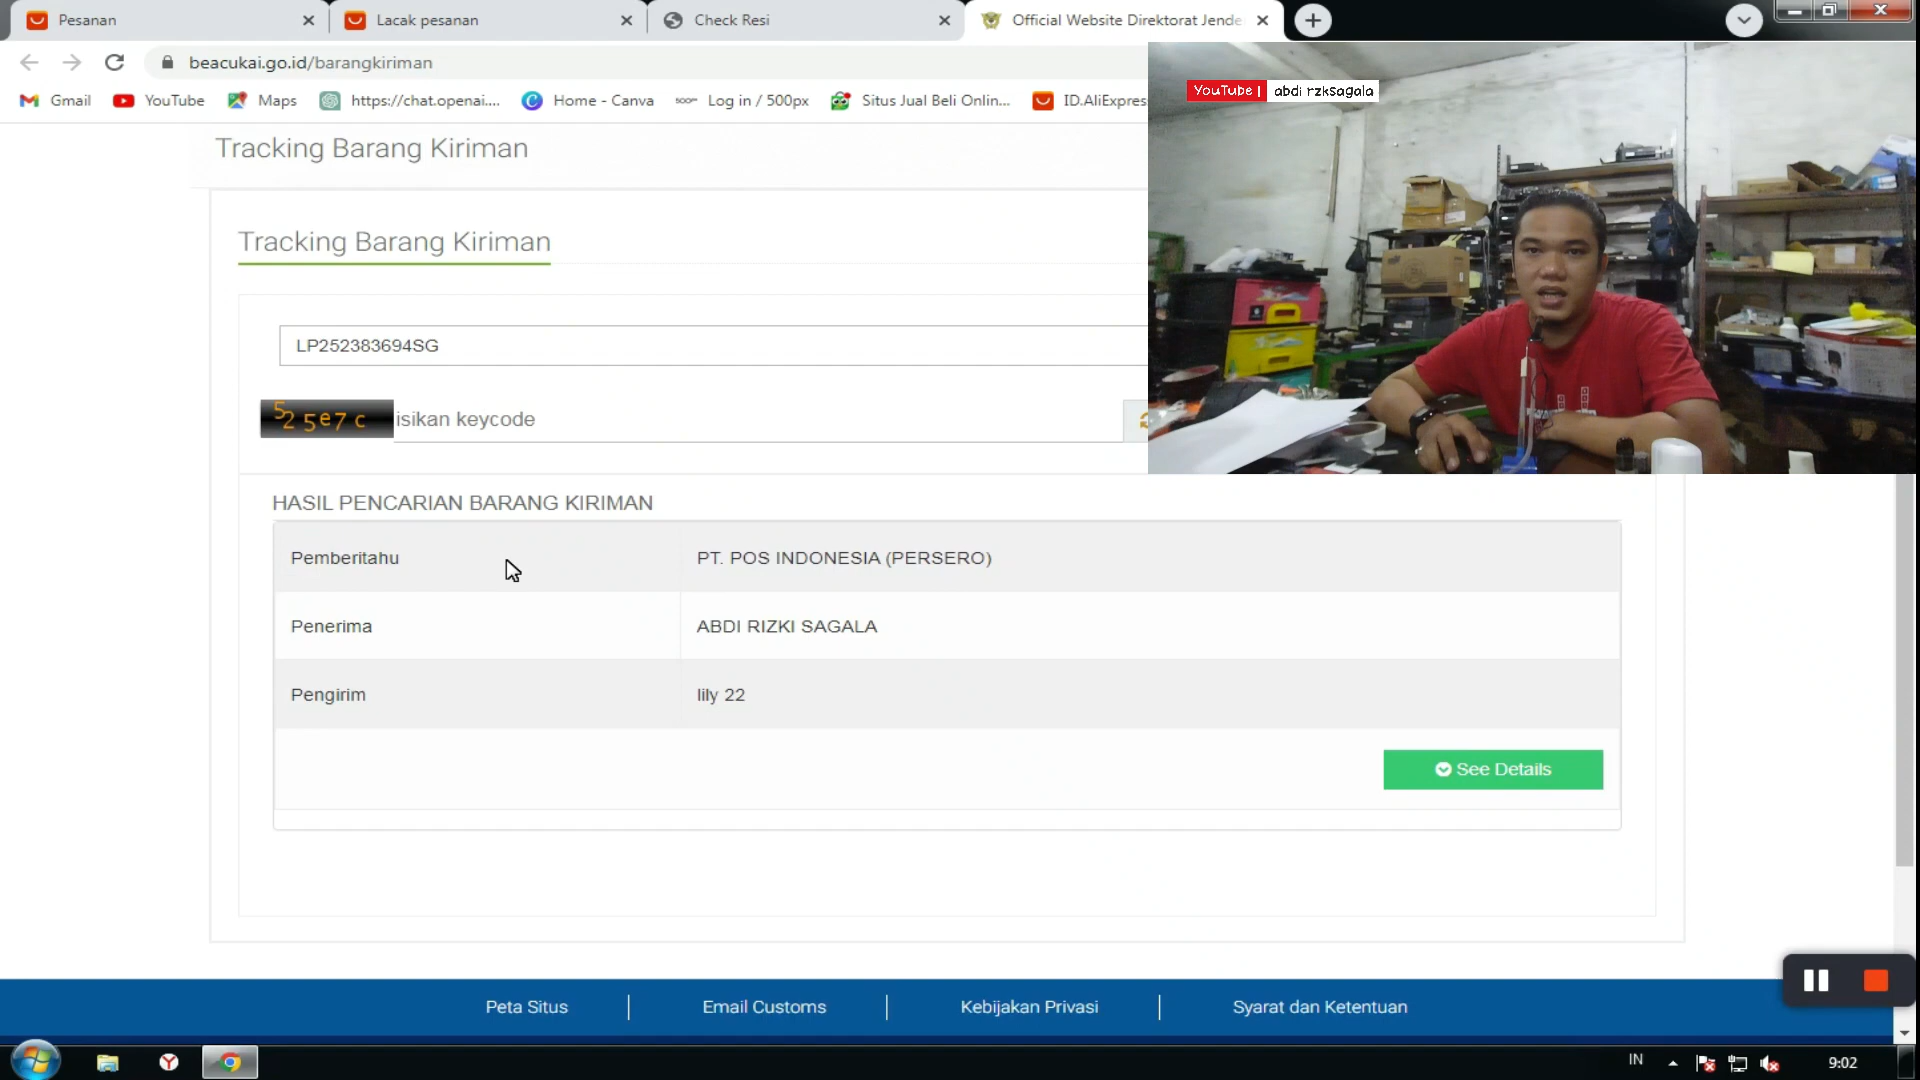 Pesanan
Lacak pesanan
Check Resi
Official Website Direktorat Jende
beacukai.go.id/barangkiriman
Gmail
YouTube
Maps
https://chat.openai....
Home - Canva
Log in / 500px
Situs Jual Beli Onlin...
ID.AliExpres
YouTube | abdi rzksagala
Tracking Barang Kiriman
Tracking Barang Kiriman
LP252383694SG
525e7c
isikan keycode
HASIL PENCARIAN BARANG KIRIMAN
Pemberitahu PT. POS INDONESIA (PERSERO)
Penerima ABDI RIZKI SAGALA
Pengirim lily 22
See Details
Peta Situs
Email Customs
Kebijakan Privasi
Syarat dan Ketentuan
IN
9:02